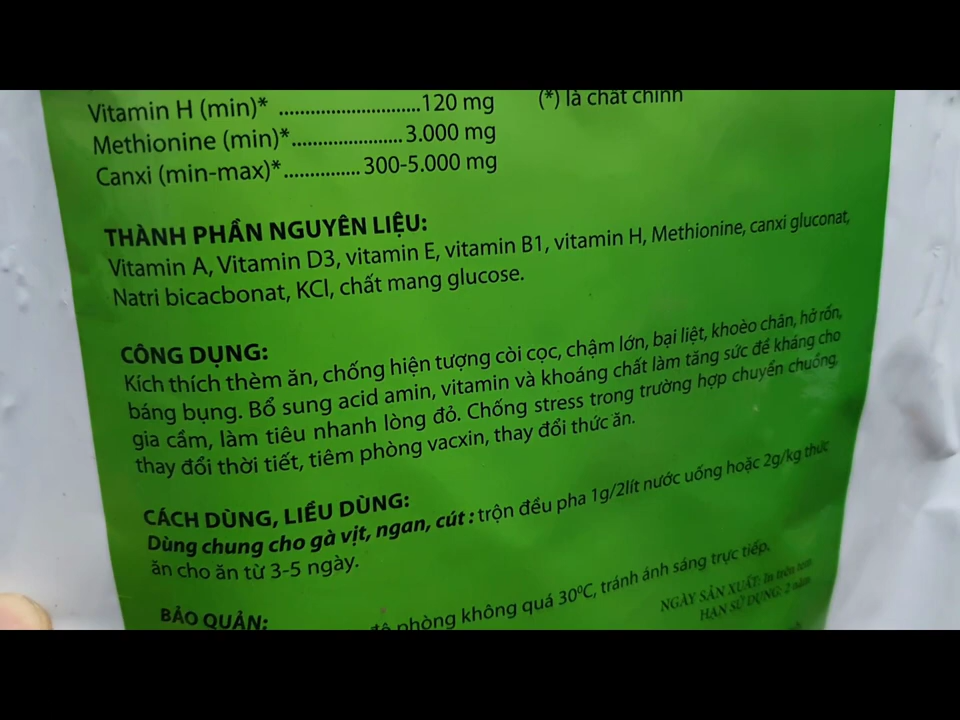 Vitamin H (min)* ..........................120 mg
(*) là chất chính
Methionine (min)*.....................3.000 mg
Canxi (min-max)*..............300-5.000 mg
THÀNH PHẦN NGUYÊN LIỆU:
Vitamin A, Vitamin D3, vitamin E, vitamin B1, vitamin H, Methionine, canxi gluconat,
Natri bicacbonat, KCl, chất mang glucose.
CÔNG DỤNG:
Kích thích thèm ăn, chống hiện tượng còi cọc, chậm lớn, bại liệt, khoèo chân, hở rốn,
báng bụng. Bổ sung acid amin, vitamin và khoáng chất làm tăng sức đề kháng cho
gia cầm, làm tiêu nhanh lòng đỏ. Chống stress trong trường hợp chuyển chuồng,
thay đổi thời tiết, tiêm phòng vacxin, thay đổi thức ăn.
CÁCH DÙNG, LIỀU DÙNG:
Dùng chung cho gà vịt, ngan, cút : trộn đều pha 1g/2lít nước uống hoặc 2g/kg thức
ăn cho ăn từ 3-5 ngày.
BẢO QUẢN:
độ phòng không quá 30⁰C, tránh ánh sáng trực tiếp.
NGÀY SẢN XUẤT: In trên tem
HẠN SỬ DỤNG: 2 năm